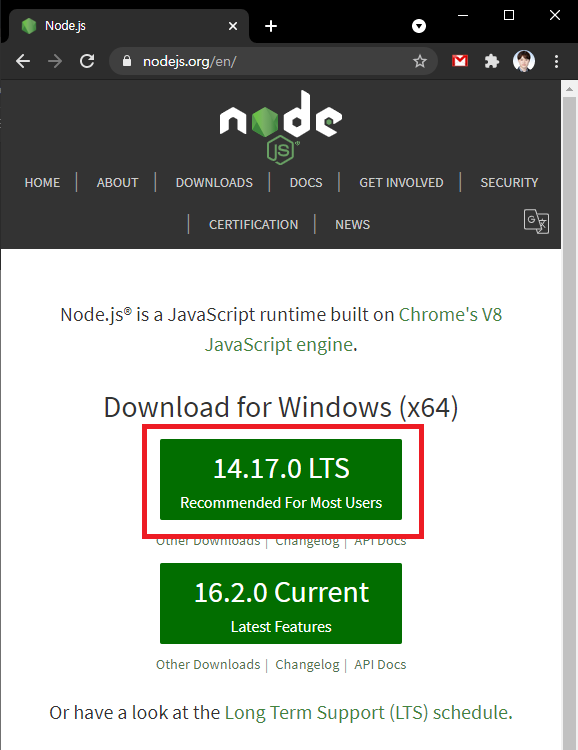 Node.js
nodejs.org/en/
node
JS®
HOME | ABOUT | DOWNLOADS | DOCS | GET INVOLVED | SECURITY
| CERTIFICATION | NEWS
Node.js® is a JavaScript runtime built on Chrome's V8
JavaScript engine.
Download for Windows (x64)
14.17.0 LTS
Recommended For Most Users
Other Downloads | Changelog | API Docs
16.2.0 Current
Latest Features
Other Downloads | Changelog | API Docs
Or have a look at the Long Term Support (LTS) schedule.